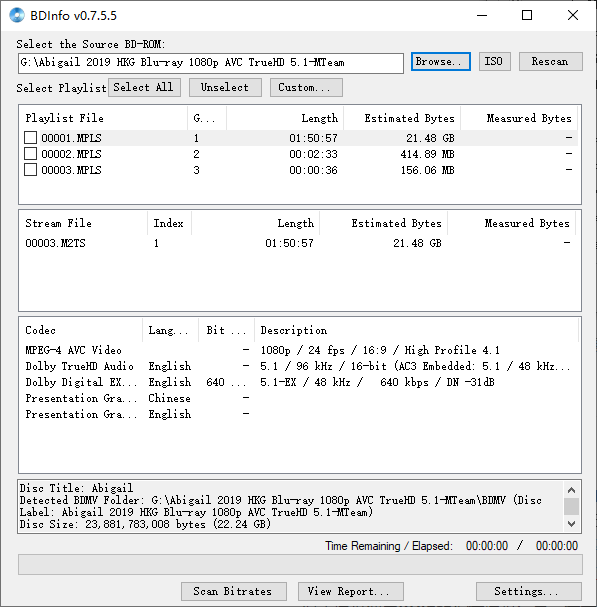 BDInfo v0.7.5.5
Select the Source BD-ROM:
G:\Abigail 2019 HKG Blu-ray 1080p AVC TrueHD 5.1-MTeam Browse.. ISO Rescan
Select Playlist Select All Unselect Custom...
Playlist File G... Length Estimated Bytes Measured Bytes
00001.MPLS 1 01:50:57 21.48 GB -
00002.MPLS 2 00:02:33 414.89 MB -
00003.MPLS 3 00:00:36 156.06 MB -
Stream File Index Length Estimated Bytes Measured Bytes
00003.M2TS 1 01:50:57 21.48 GB -
Codec Lang... Bit ... Description
MPEG-4 AVC Video - 1080p / 24 fps / 16:9 / High Profile 4.1
Dolby TrueHD Audio English - 5.1 / 96 kHz / 16-bit (AC3 Embedded: 5.1 / 48 kHz...
Dolby Digital EX... English 640 ... 5.1-EX / 48 kHz / 640 kbps / DN -31dB
Presentation Gra... Chinese -
Presentation Gra... English -
Disc Title: Abigail
Detected BDMV Folder: G:\Abigail 2019 HKG Blu-ray 1080p AVC TrueHD 5.1-MTeam\BDMV (Disc
Label: Abigail 2019 HKG Blu-ray 1080p AVC TrueHD 5.1-MTeam)
Disc Size: 23,881,783,008 bytes (22.24 GB)
Time Remaining / Elapsed: 00:00:00 / 00:00:00
Scan Bitrates View Report... Settings...